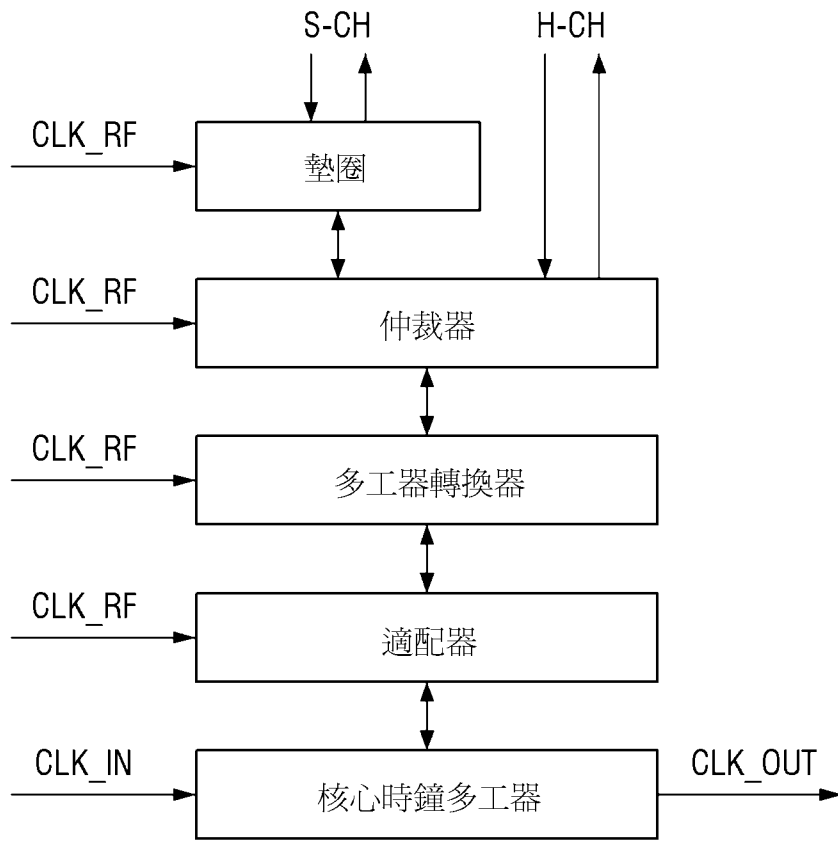 S-CH
H-CH
CLK_RF
墊圈
CLK_RF
仲裁器
CLK_RF
多工器轉換器
CLK_RF
適配器
CLK_IN
核心時鐘多工器
CLK_OUT